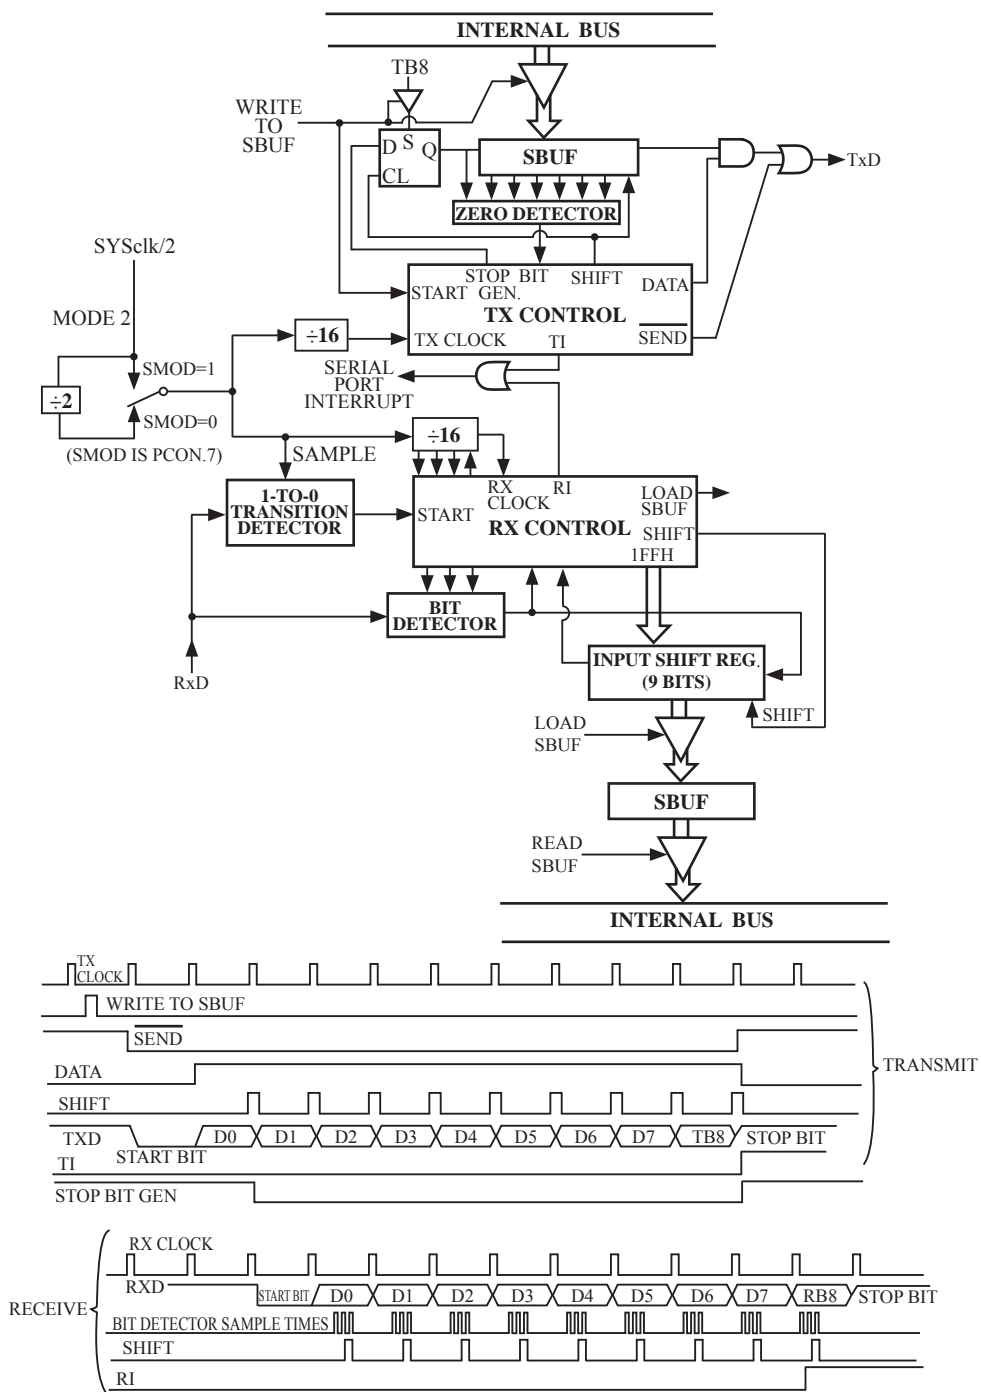 INTERNAL BUS
TB8
WRITE
TO
SBUF
D S Q
CL
SBUF
TxD
ZERO DETECTOR
SYSclk/2
STOP BIT SHIFT
GEN.
DATA
START
TX CONTROL
MODE 2
÷16
TX CLOCK
TI
SEND
SMOD=1
÷2
SMOD=0
(SMOD IS PCON.7)
SERIAL
PORT
INTERRUPT
÷16
SAMPLE
1-TO-0
TRANSITION
DETECTOR
RX
CLOCK
RI
LOAD
SBUF
START
RX CONTROL
SHIFT
1FFH
BIT
DETECTOR
RxD
INPUT SHIFT REG.
(9 BITS)
SHIFT
LOAD
SBUF
SBUF
READ
SBUF
INTERNAL BUS
TX
CLOCK
WRITE TO SBUF
SEND
TRANSMIT
DATA
SHIFT
TXD
START BIT
D0 D1 D2 D3 D4 D5 D6 D7 TB8 STOP BIT
TI
STOP BIT GEN
RX CLOCK
RXD
START BIT D0 D1 D2 D3 D4 D5 D6 D7 RB8 STOP BIT
RECEIVE
BIT DETECTOR SAMPLE TIMES
SHIFT
RI